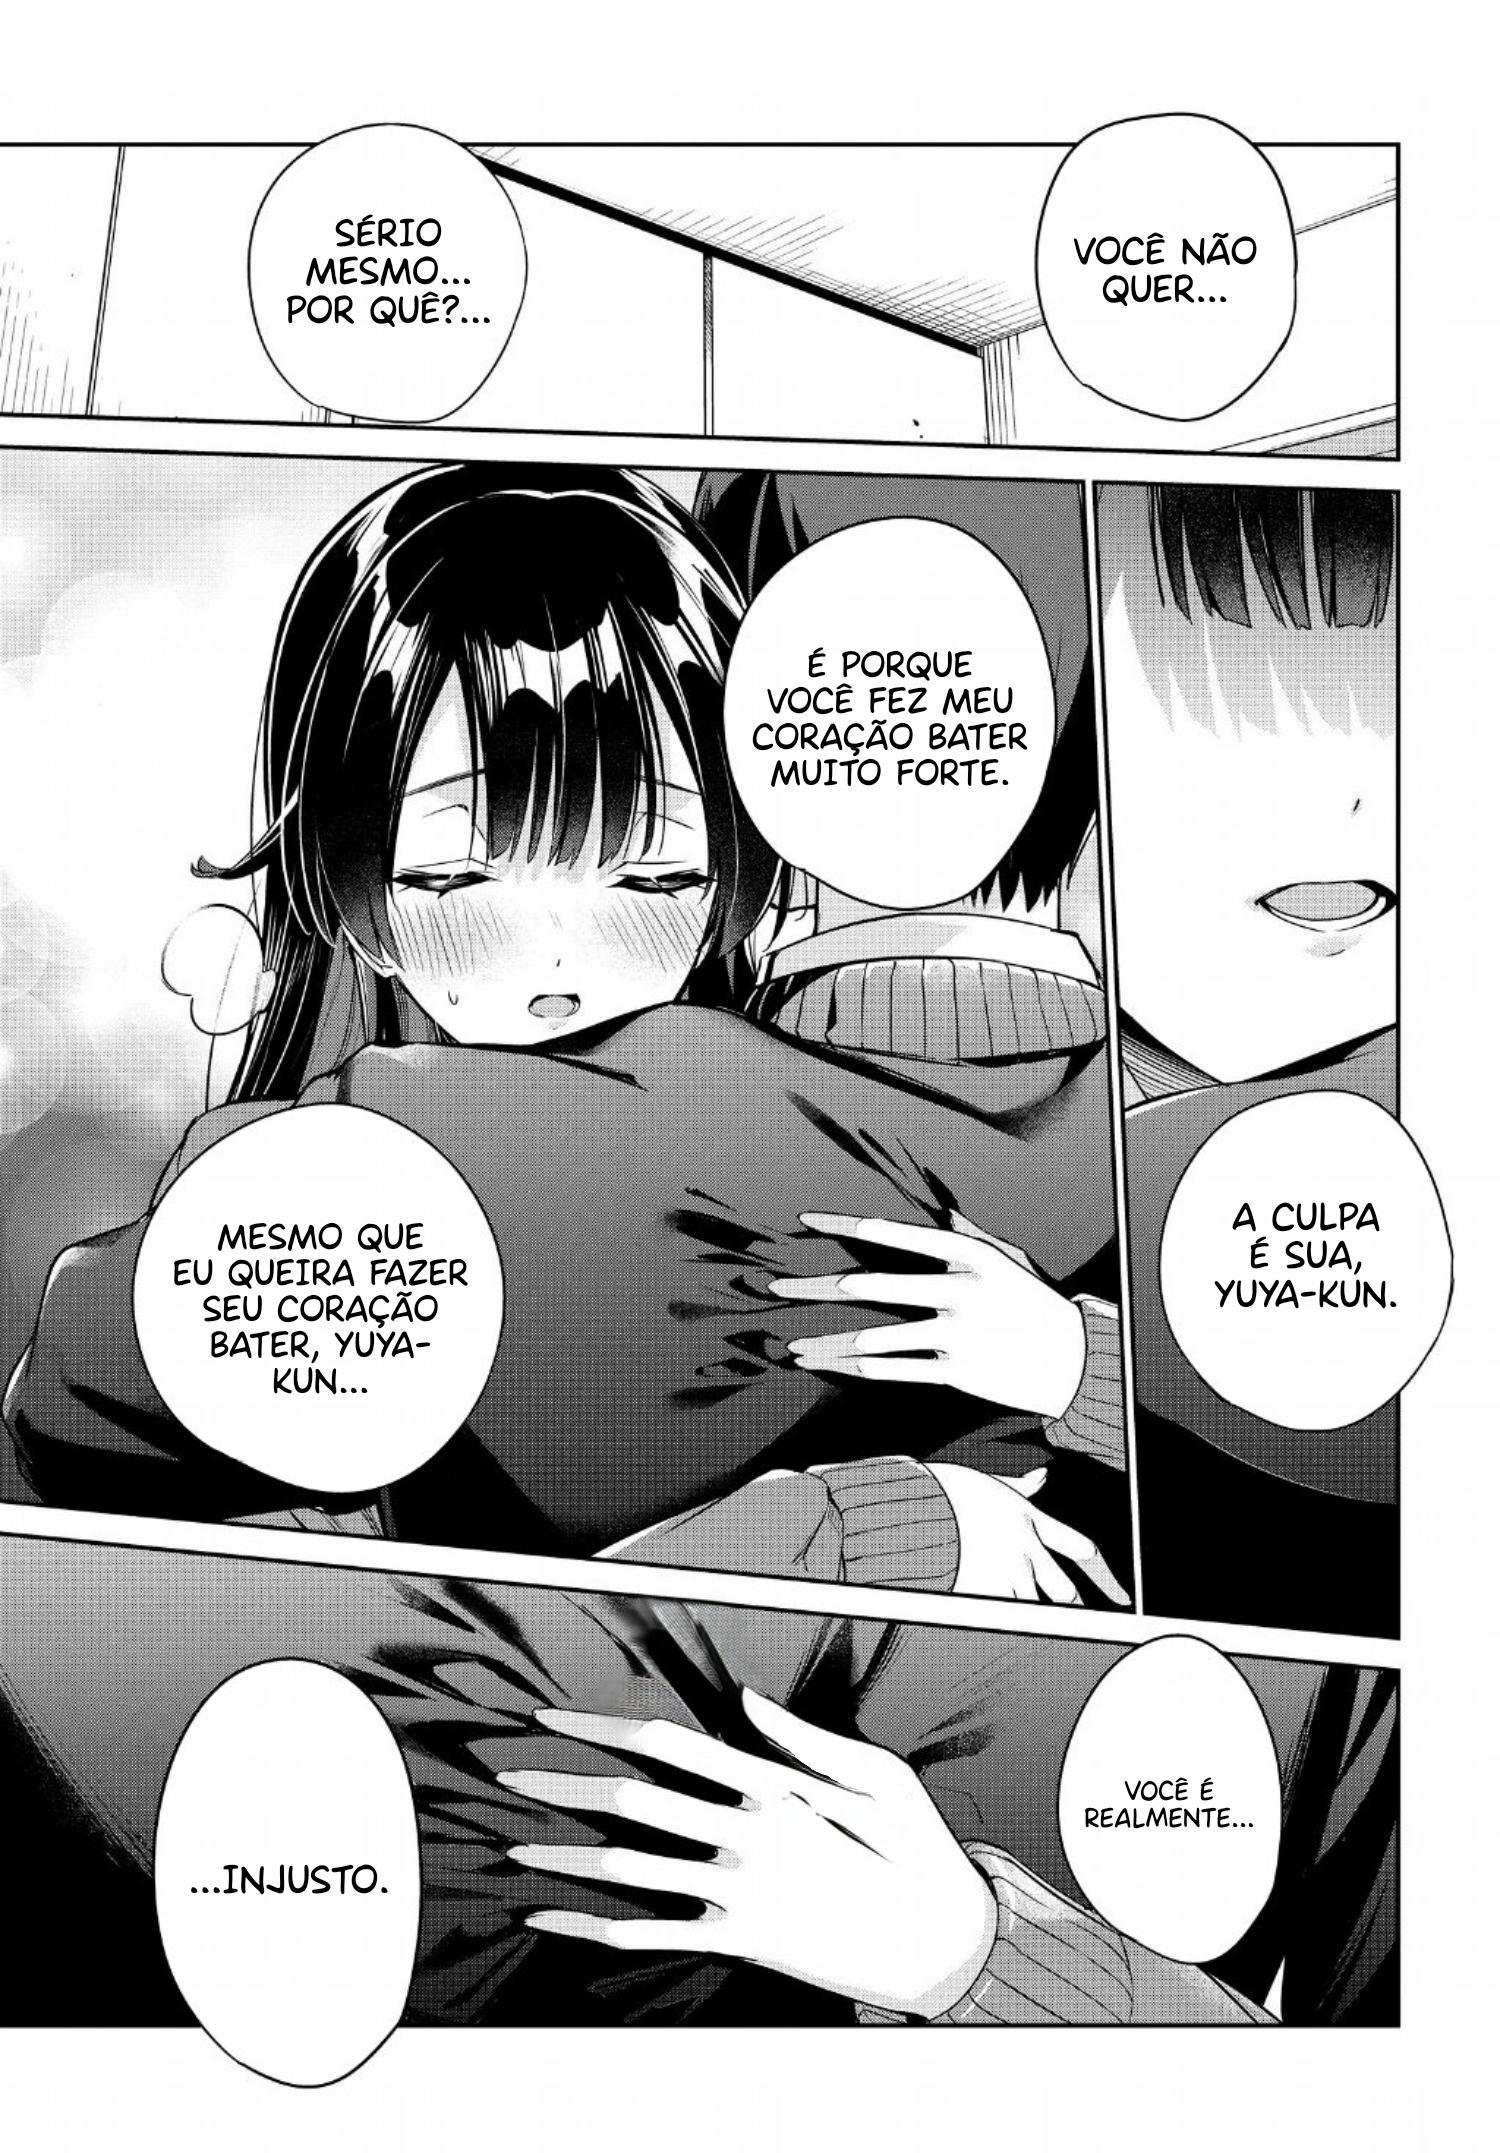 VOCÊ NÃO
QUER...
SÉRIO
MESMO...
POR QUÊ?...
A CULPA
É SUA,
YUYA-KUN.
É PORQUE
VOCÊ FEZ MEU
CORAÇÃO BATER
MUITO FORTE.
MESMO QUE
EU QUEIRA FAZER
SEU CORAÇÃO
BATER, YUYA-
KUN...
VOCÊ É
REALMENTE...
...INJUSTO.